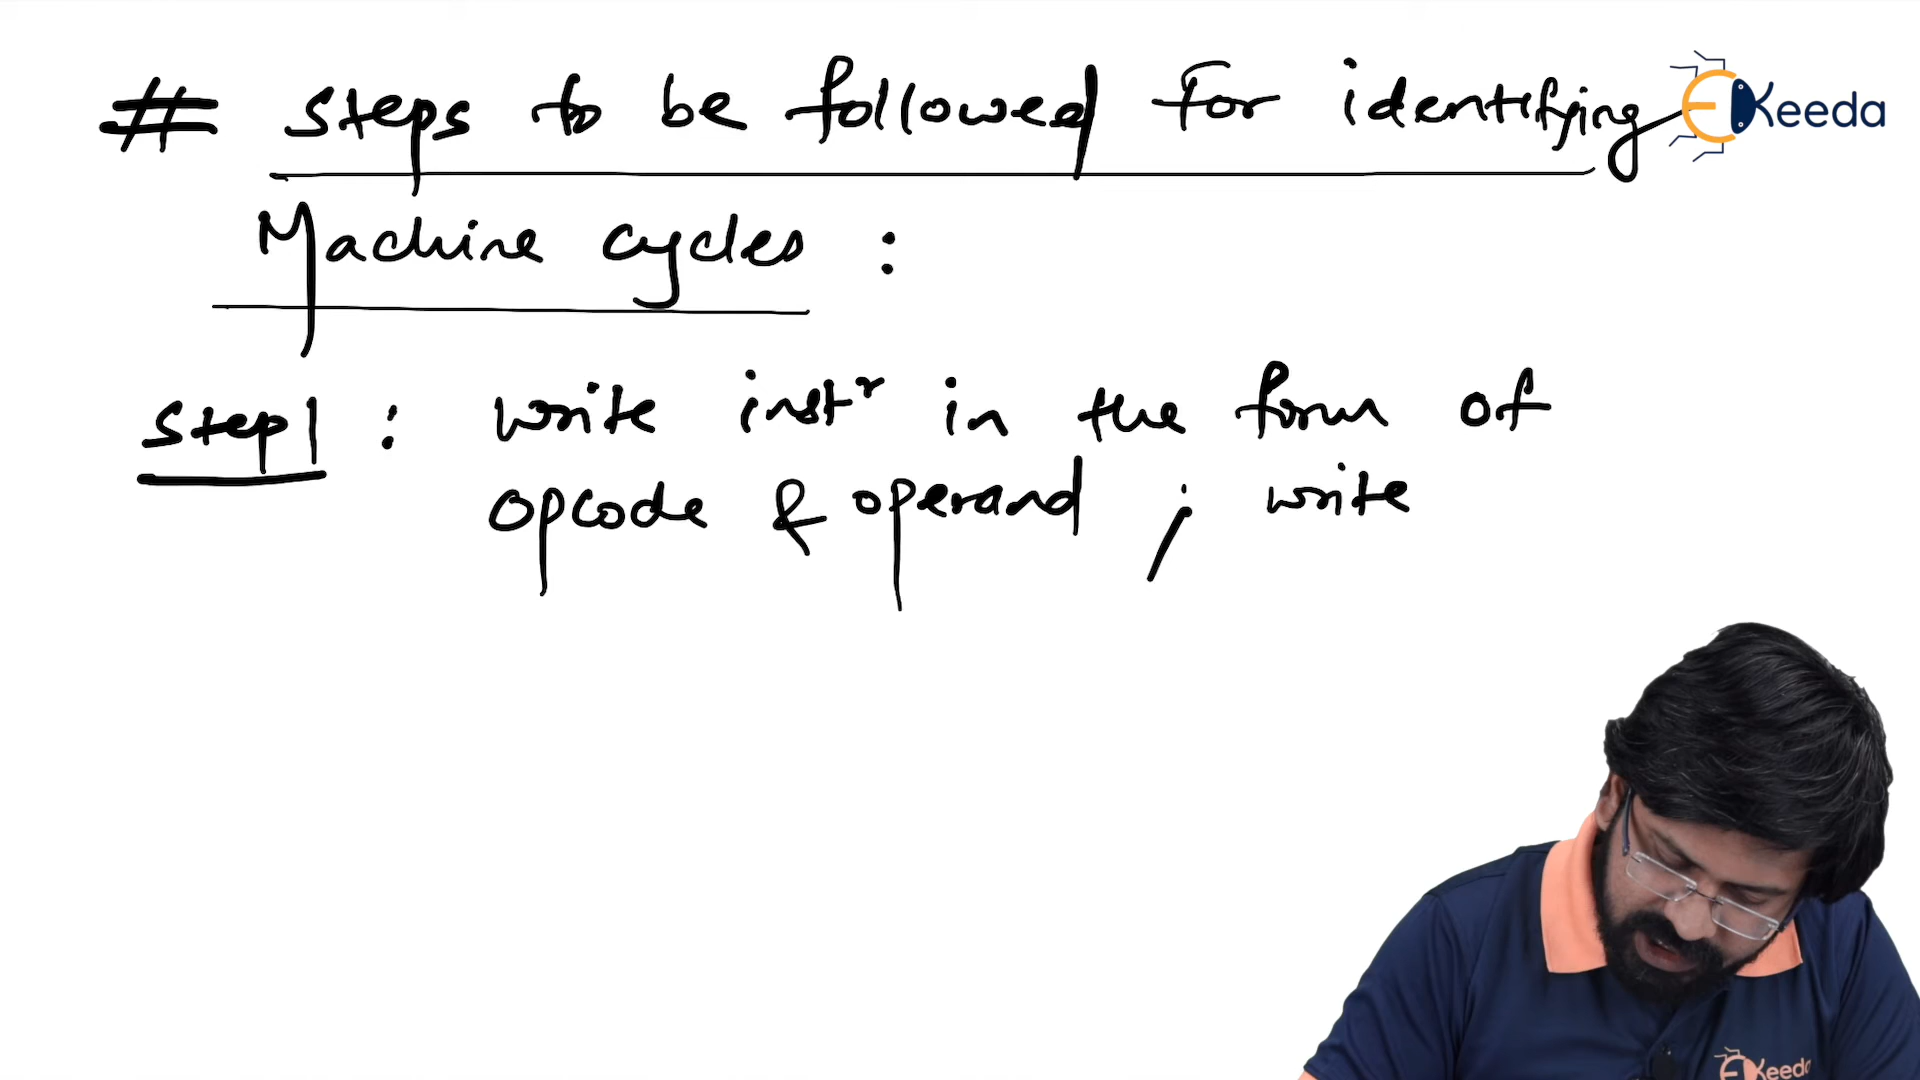 # steps to be followed for identifying
EKeeda
Machine cycles :
step1 : write instr in the form of
opcode & operand ; write
EKeeda